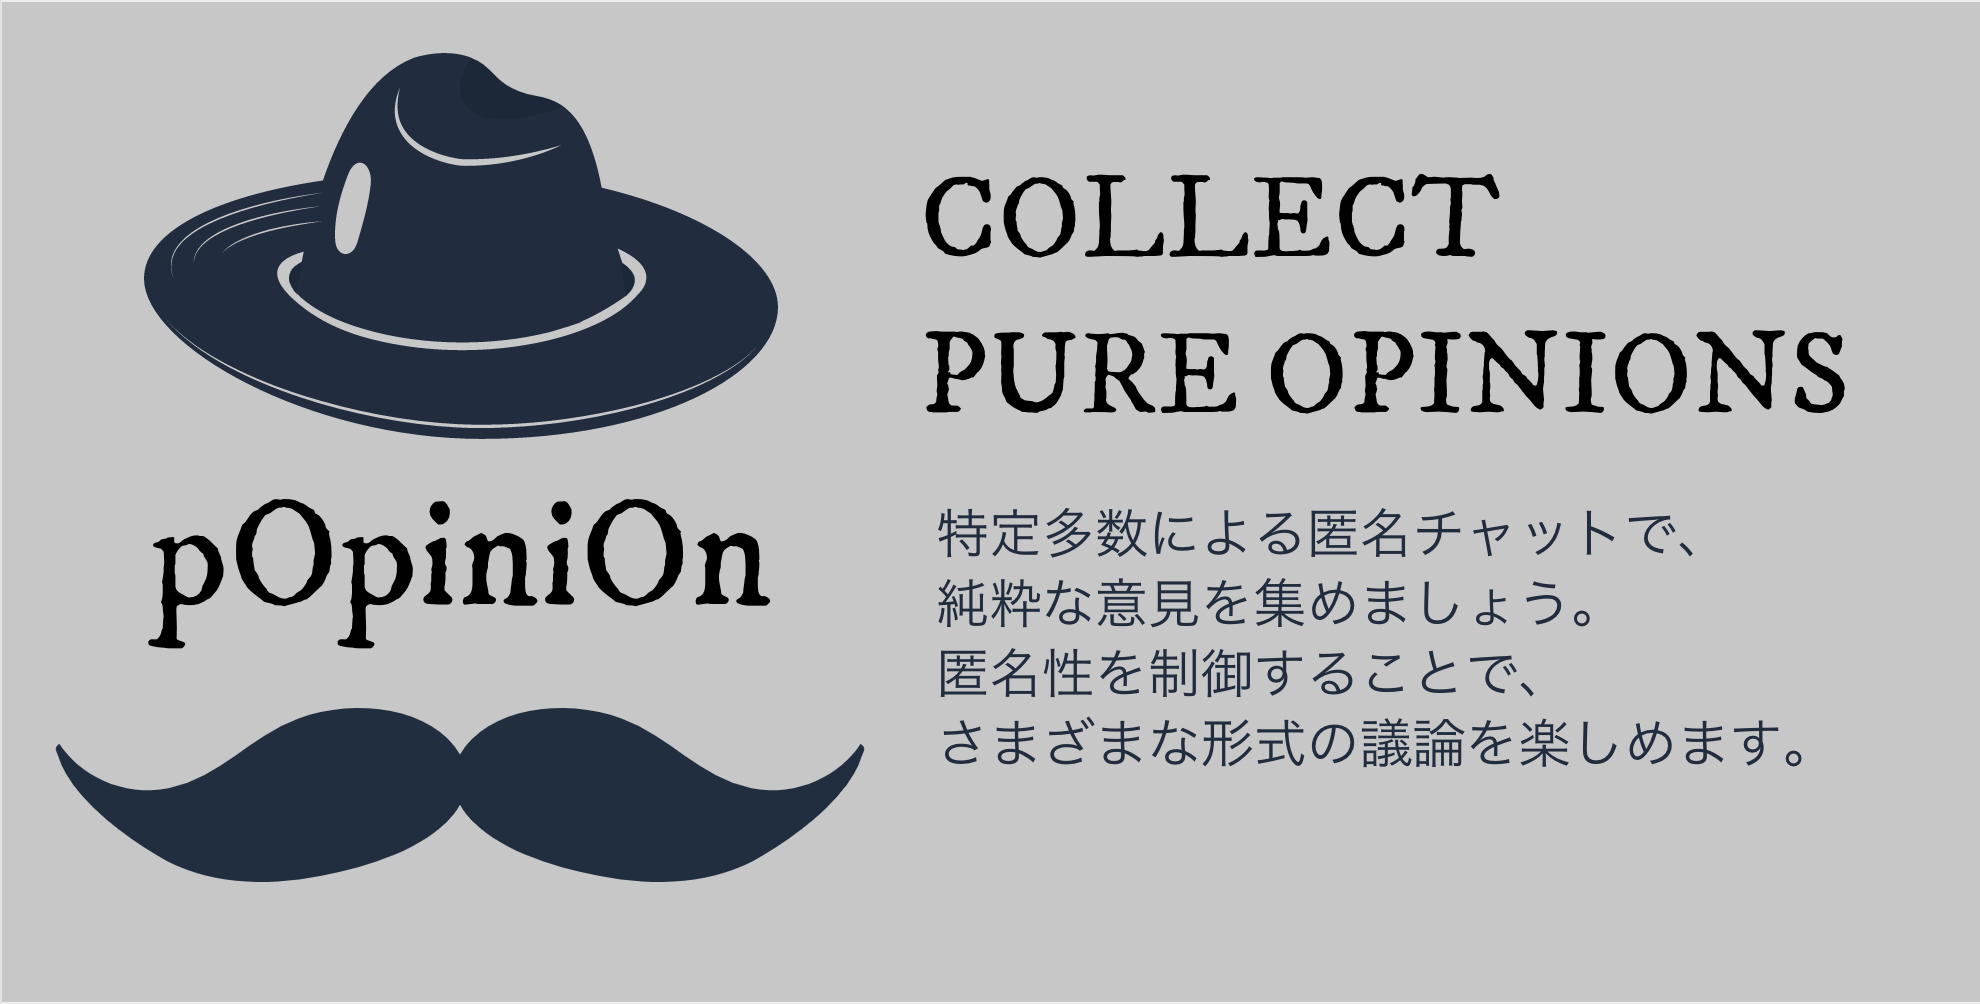 pOpiniOn
COLLECT
PURE OPINIONS
特定多数による匿名チャットで、
純粋な意見を集めましょう。
匿名性を制御することで、
さまざまな形式の議論を楽しめます。